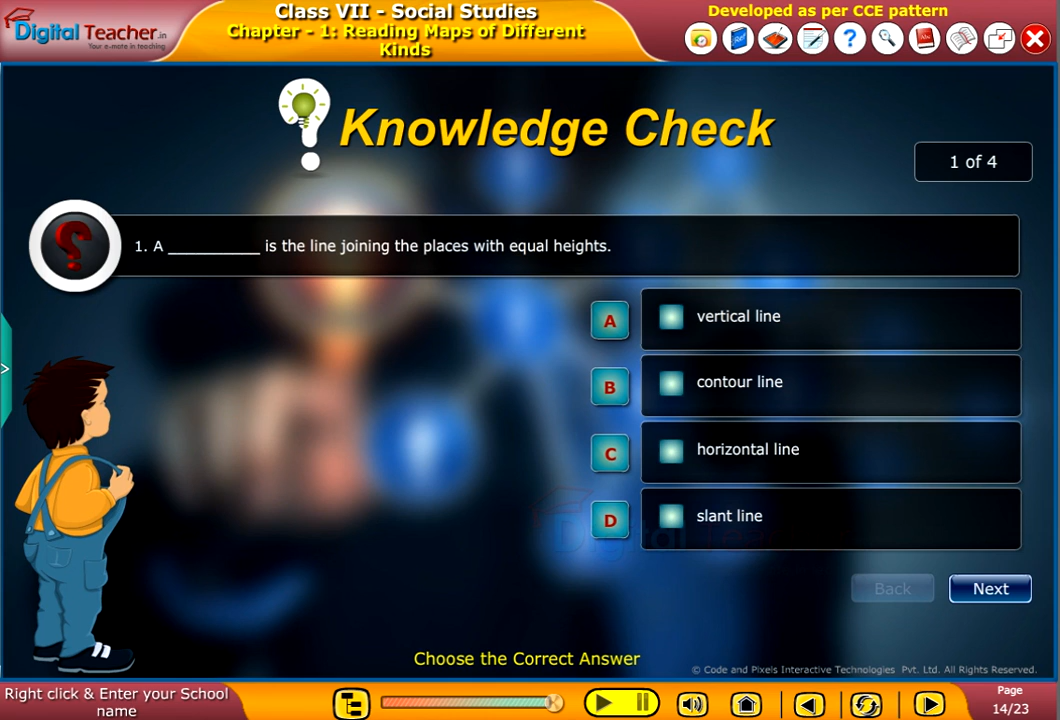 Digital Teacher.in
Your e-mate in teaching
Class VII - Social Studies
Chapter - 1: Reading Maps of Different
Kinds
Developed as per CCE pattern
Knowledge Check
1 of 4
1. A __________ is the line joining the places with equal heights.
A vertical line
B contour line
C horizontal line
D slant line
Back Next
Choose the Correct Answer
© Code and Pixels Interactive Technologies Pvt. Ltd. All Rights Reserved.
Right click & Enter your School
name
Page
14/23